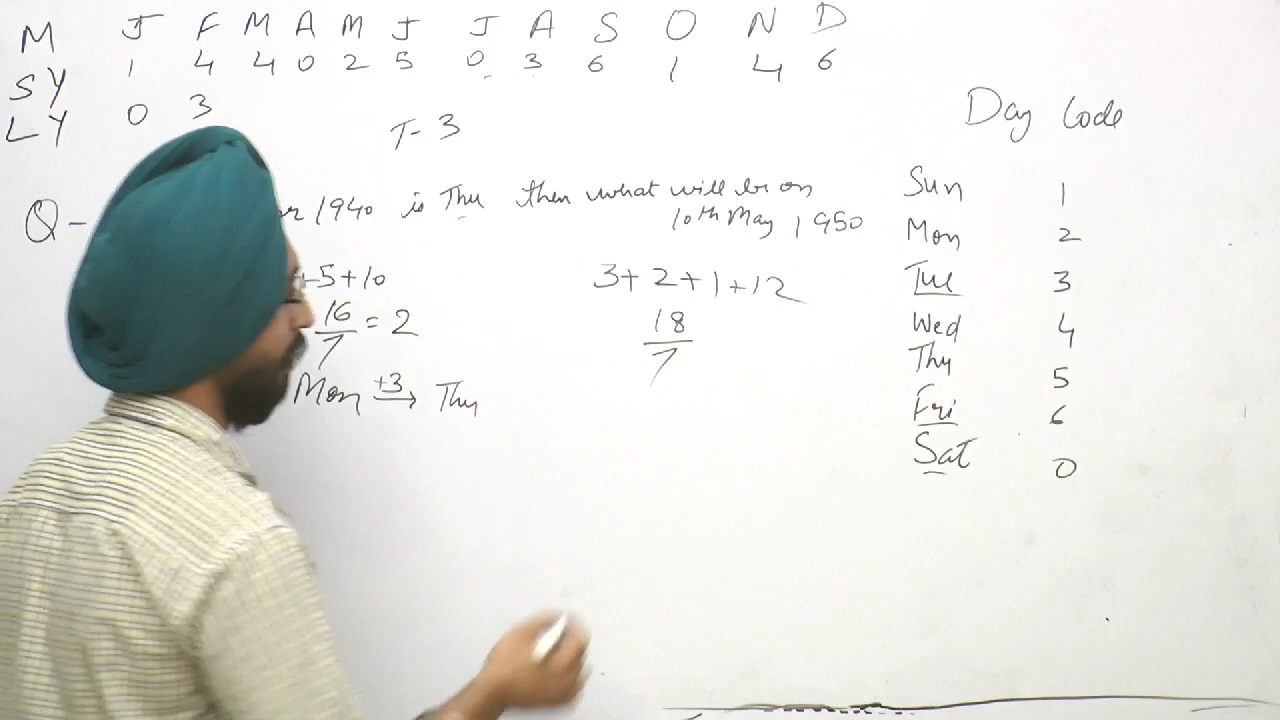 M J F M A M J J A S O N D
SY 1 4 4 0 2 5 0 3 6 1 4 6
LY 0 3
T-3
Day Code
Q- 1940 is Thu then what will be on
10th May 1950
+5+10
16/7 = 2
Mon +3→ Thu
3+2+1+12
18/7
Sun 1
Mon 2
Tue 3
Wed 4
Thu 5
Fri 6
Sat 0